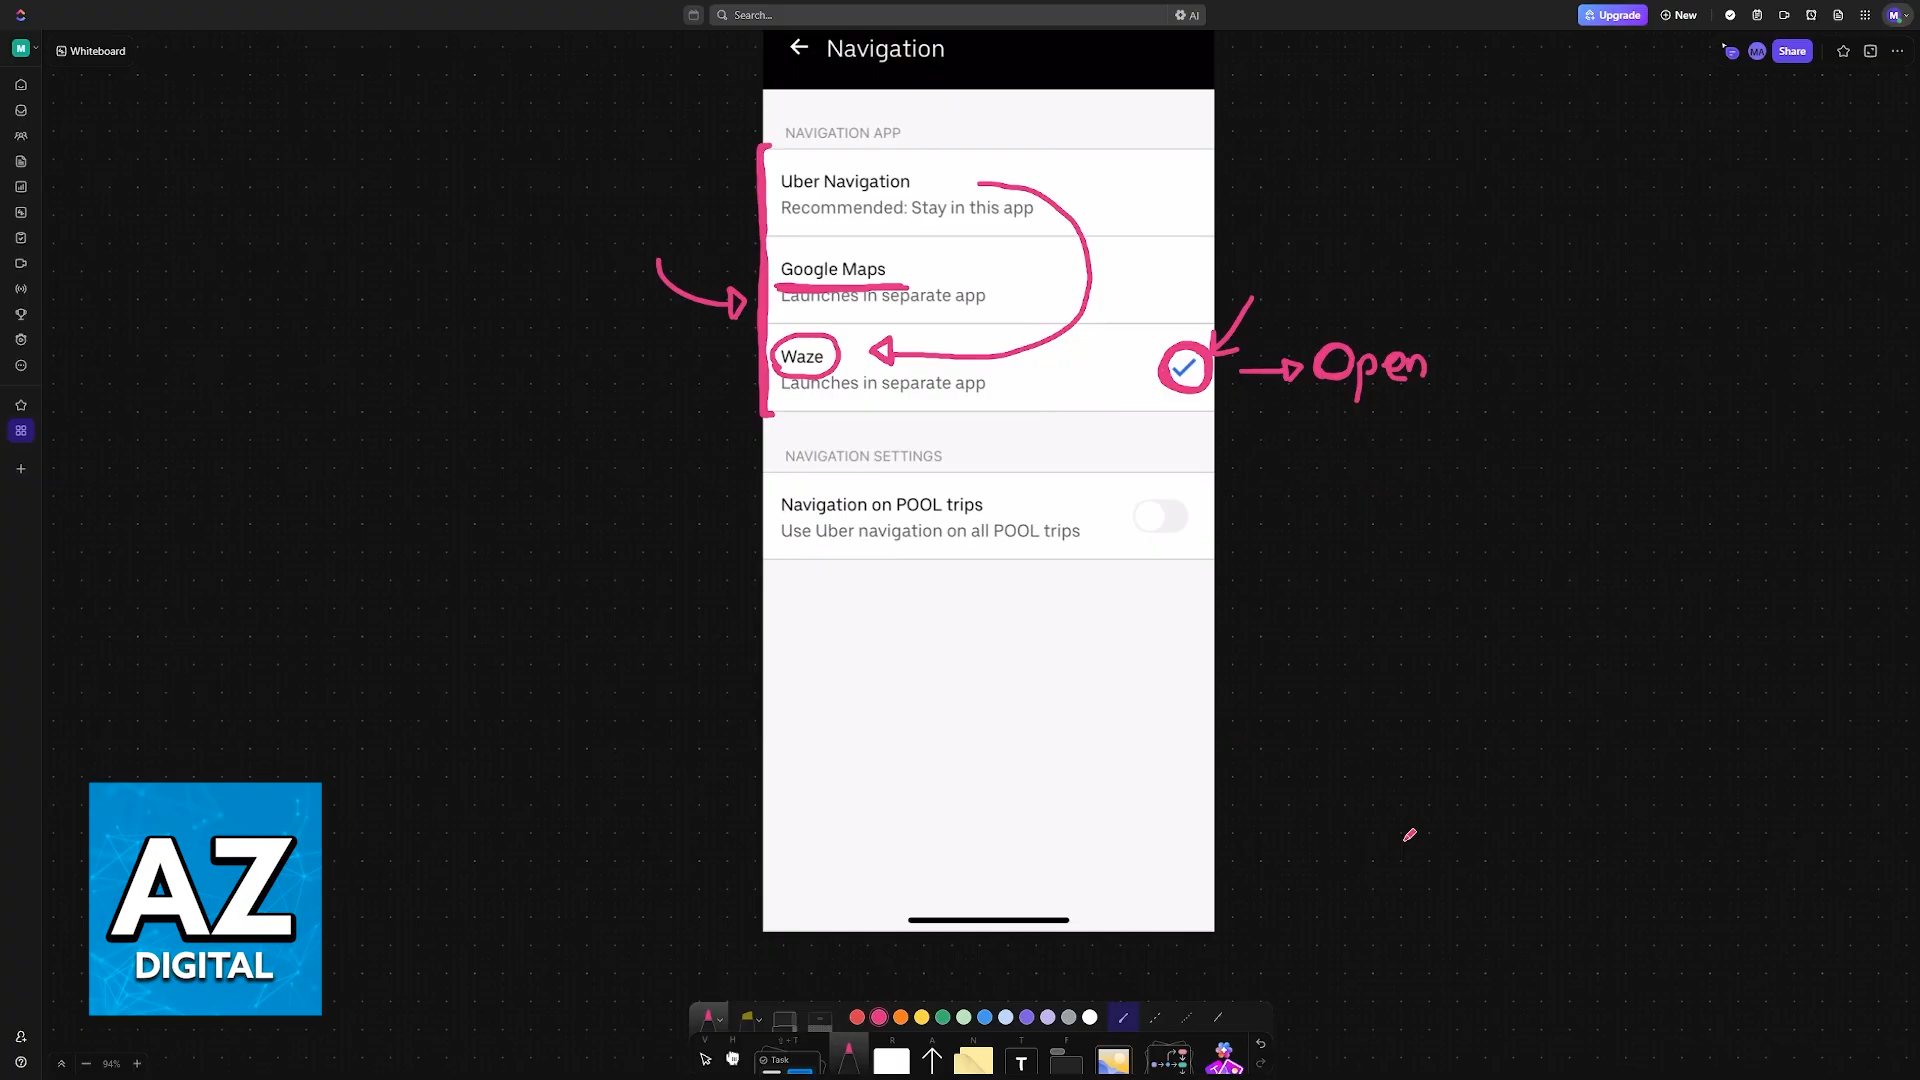 Search...
AI
Upgrade
New
M
M
Whiteboard
MA
Share
Navigation
NAVIGATION APP
Uber Navigation
Recommended: Stay in this app
Google Maps
Launches in separate app
Waze
Launches in separate app
Open
NAVIGATION SETTINGS
Navigation on POOL trips
Use Uber navigation on all POOL trips
AZ
DIGITAL
V
H
⇧+T
R
A
N
T
F
Task
T
94%